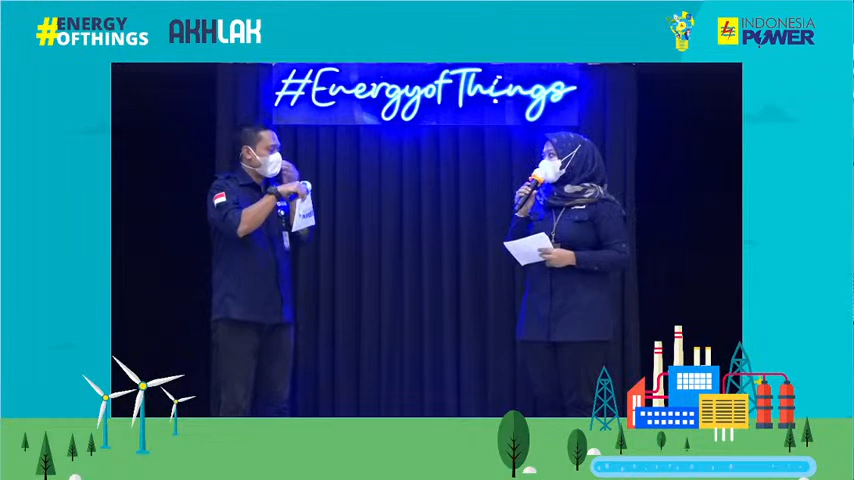 #ENERGY
OFTHINGS
AKHLAK
INDONESIA
POWER
#EnergyofThings